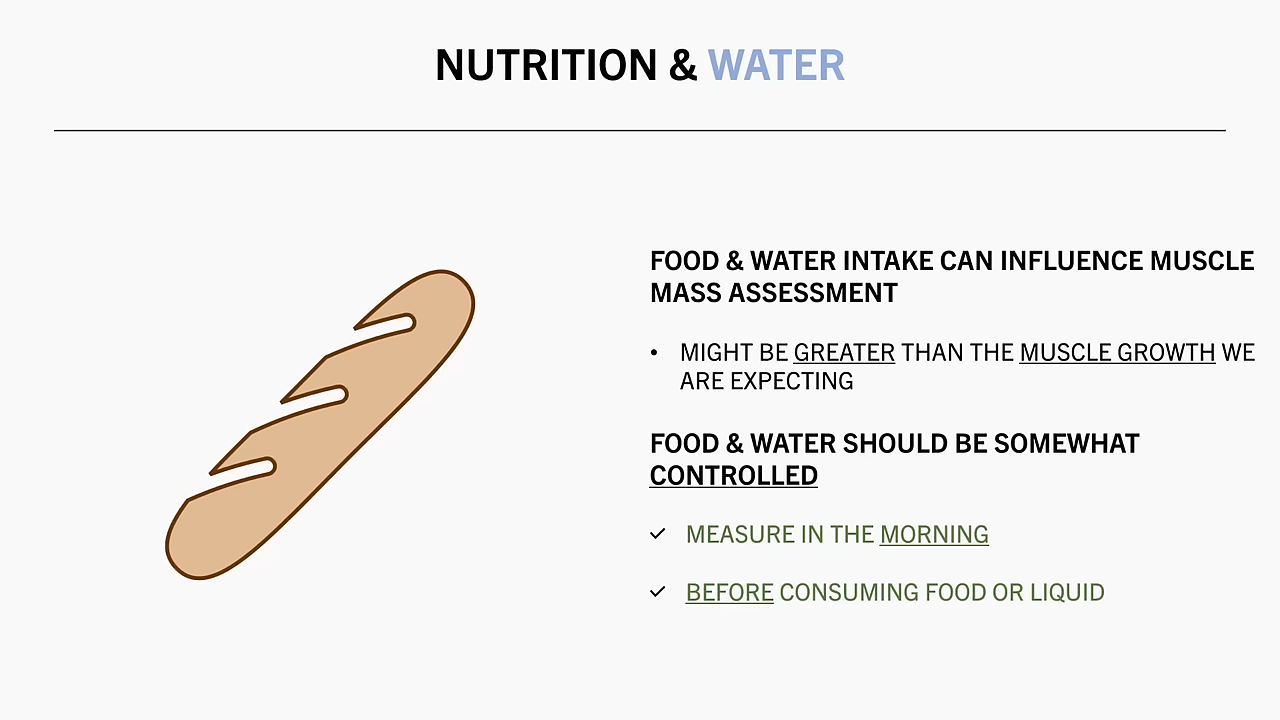 NUTRITION & WATER
FOOD & WATER INTAKE CAN INFLUENCE MUSCLE
MASS ASSESSMENT
• MIGHT BE GREATER THAN THE MUSCLE GROWTH WE
ARE EXPECTING
FOOD & WATER SHOULD BE SOMEWHAT
CONTROLLED
✓ MEASURE IN THE MORNING
✓ BEFORE CONSUMING FOOD OR LIQUID